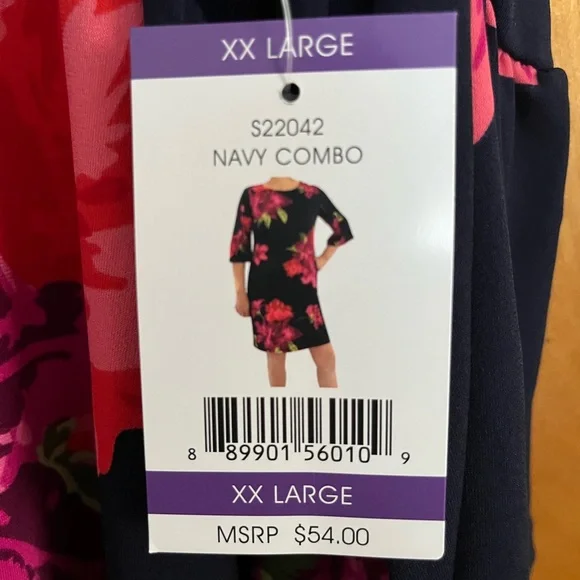 XX LARGE
S22042
NAVY COMBO
8 89901 56010 9
XX LARGE
MSRP $54.00